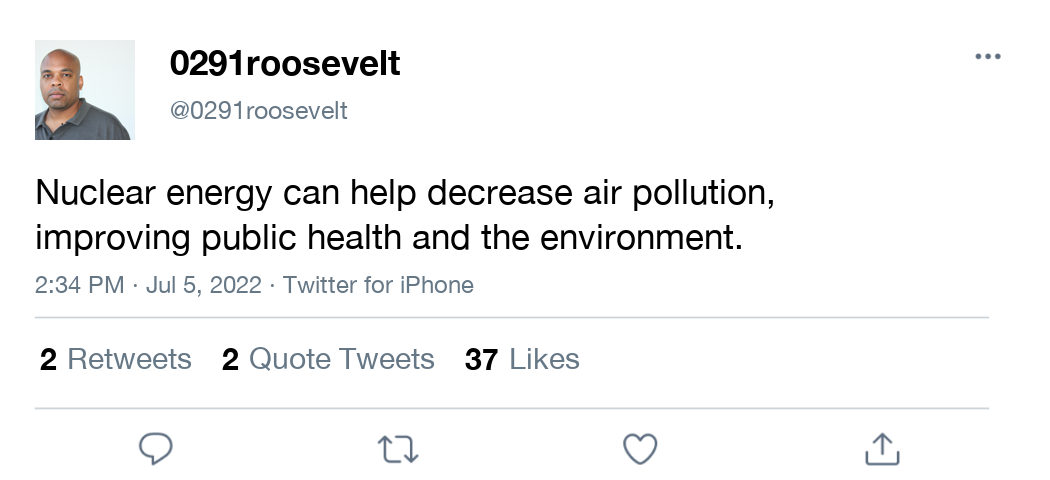 0291roosevelt
@0291roosevelt
Nuclear energy can help decrease air pollution,
improving public health and the environment.
2:34 PM · Jul 5, 2022 · Twitter for iPhone
2 Retweets 2 Quote Tweets 37 Likes